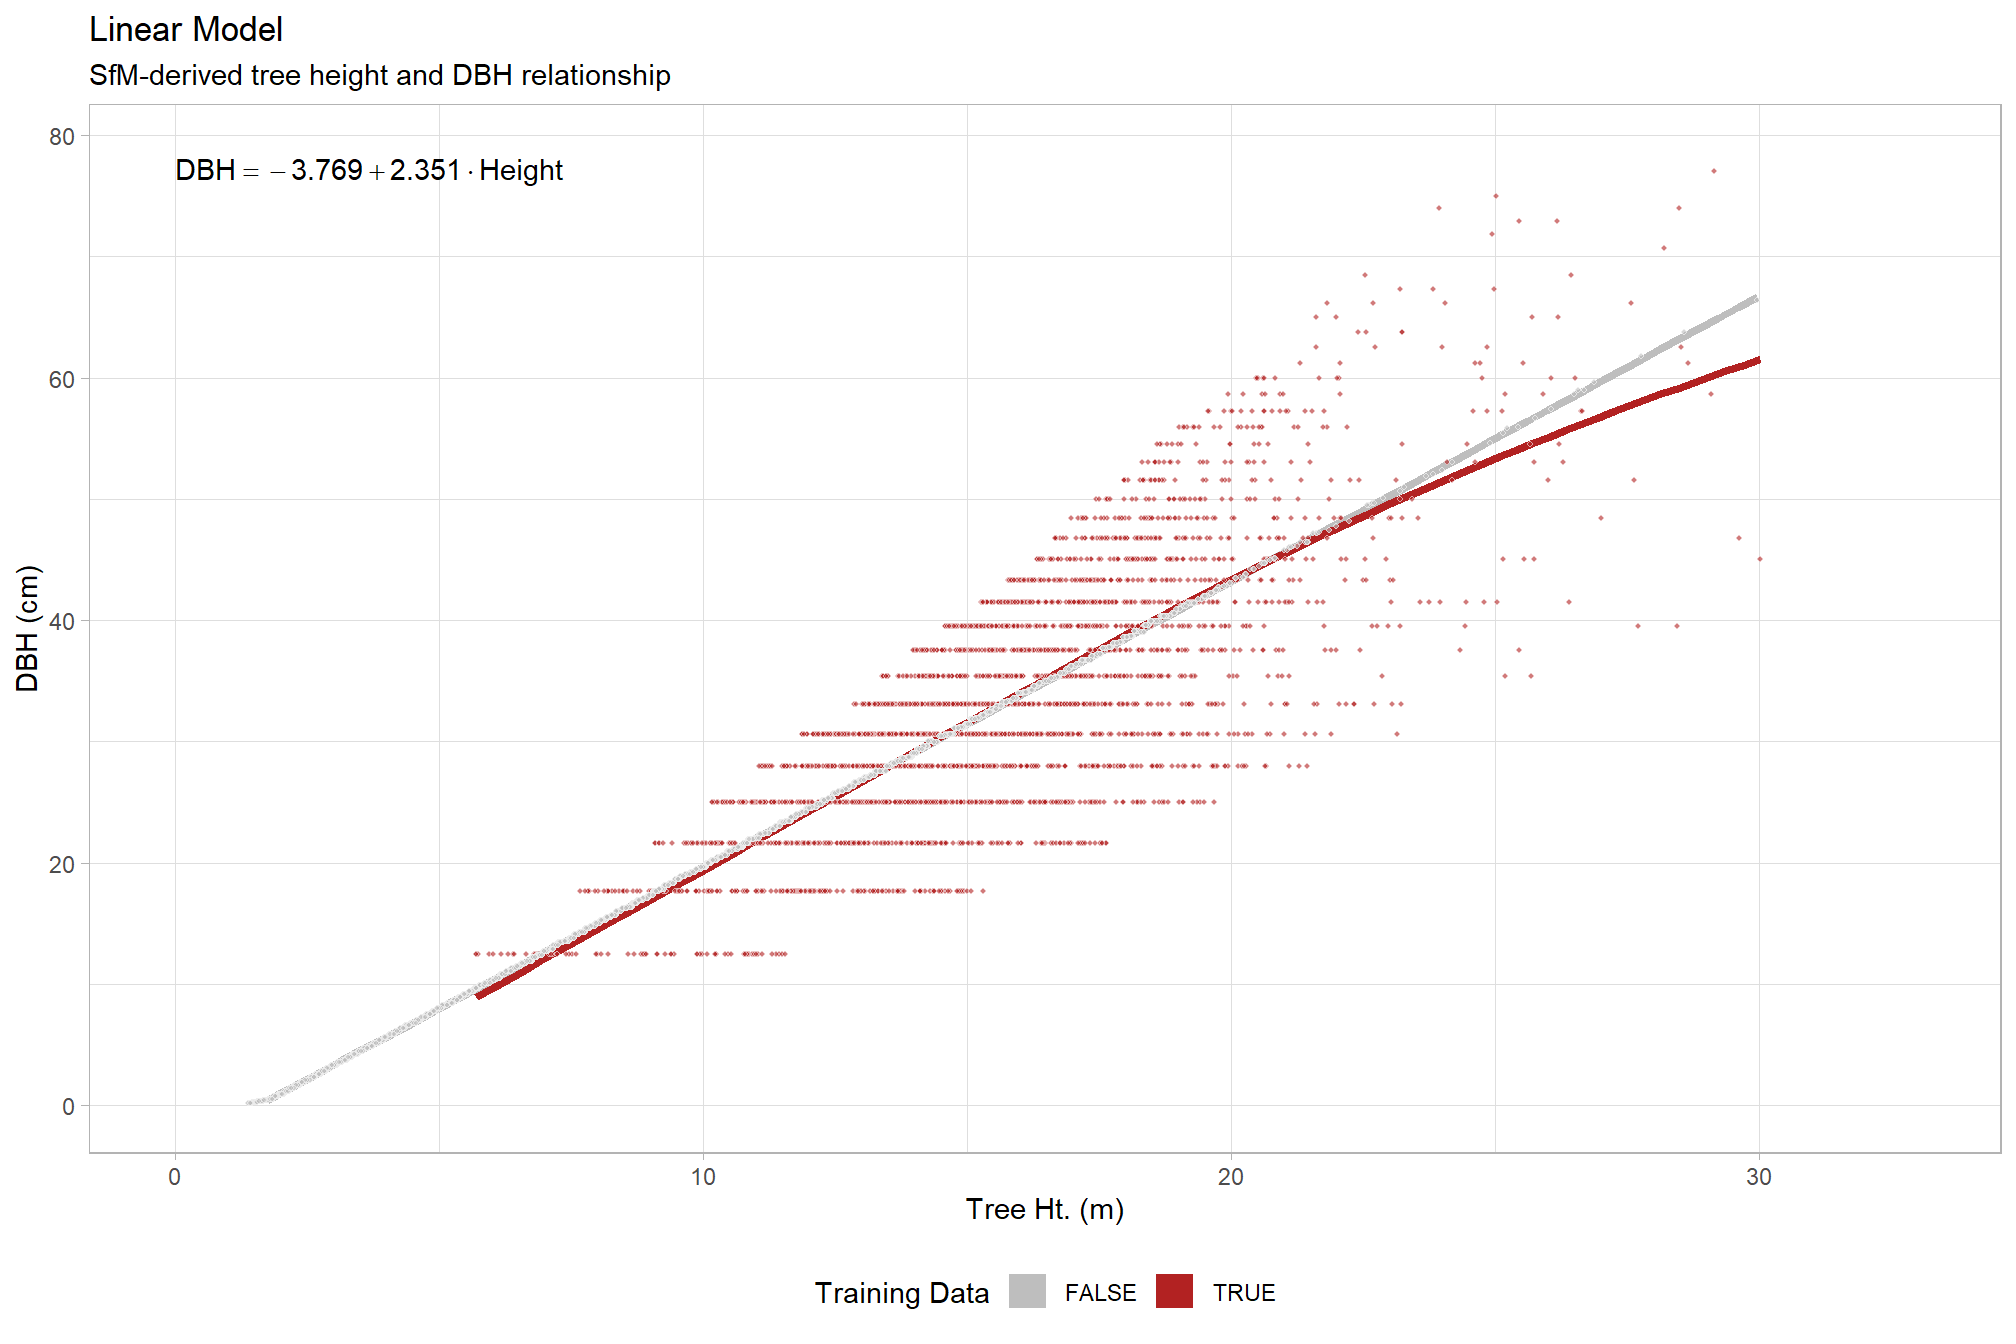 Linear Model
SfM-derived tree height and DBH relationship
80
DBH = − 3.769 + 2.351 · Height
60
40
20
0
DBH (cm)
0 10 20 30
Tree Ht. (m)
Training Data FALSE TRUE